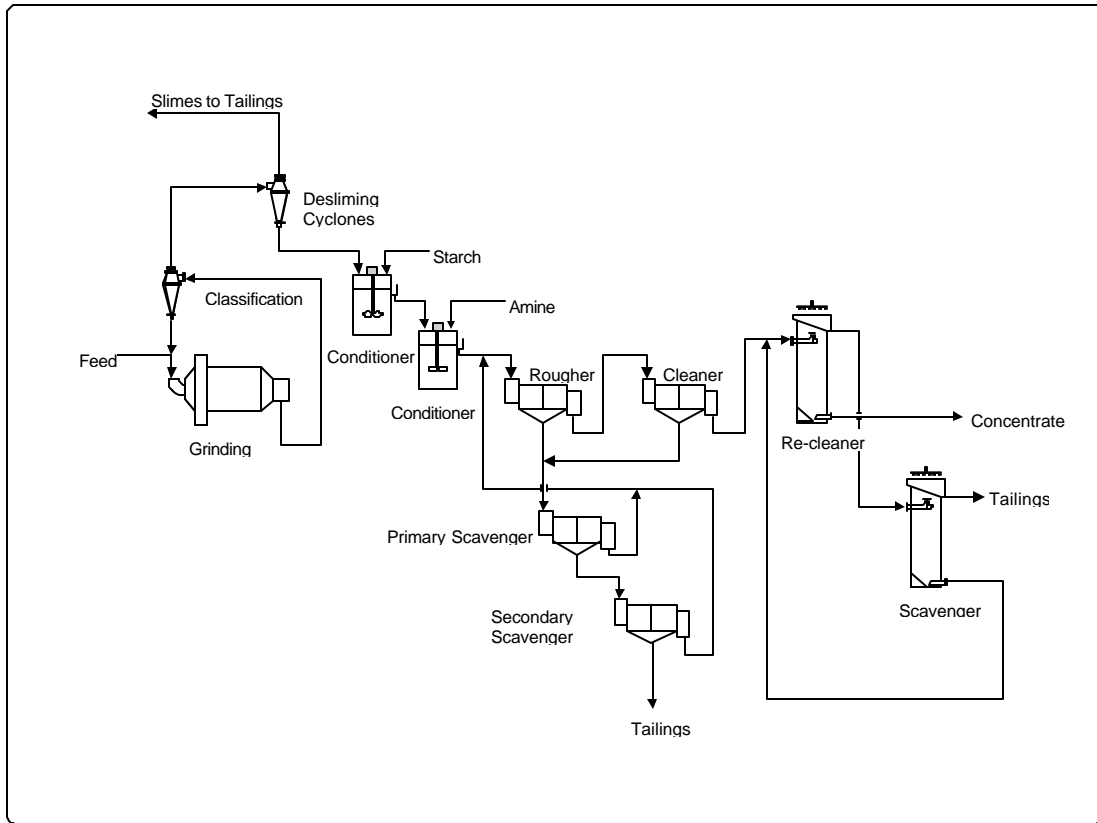 Slimes to Tailings
Desliming
Cyclones
Starch
Classification
Amine
Feed
Conditioner
Rougher
Cleaner
Conditioner
Concentrate
Grinding
Re-cleaner
Tailings
Primary Scavenger
Scavenger
Secondary
Scavenger
Tailings